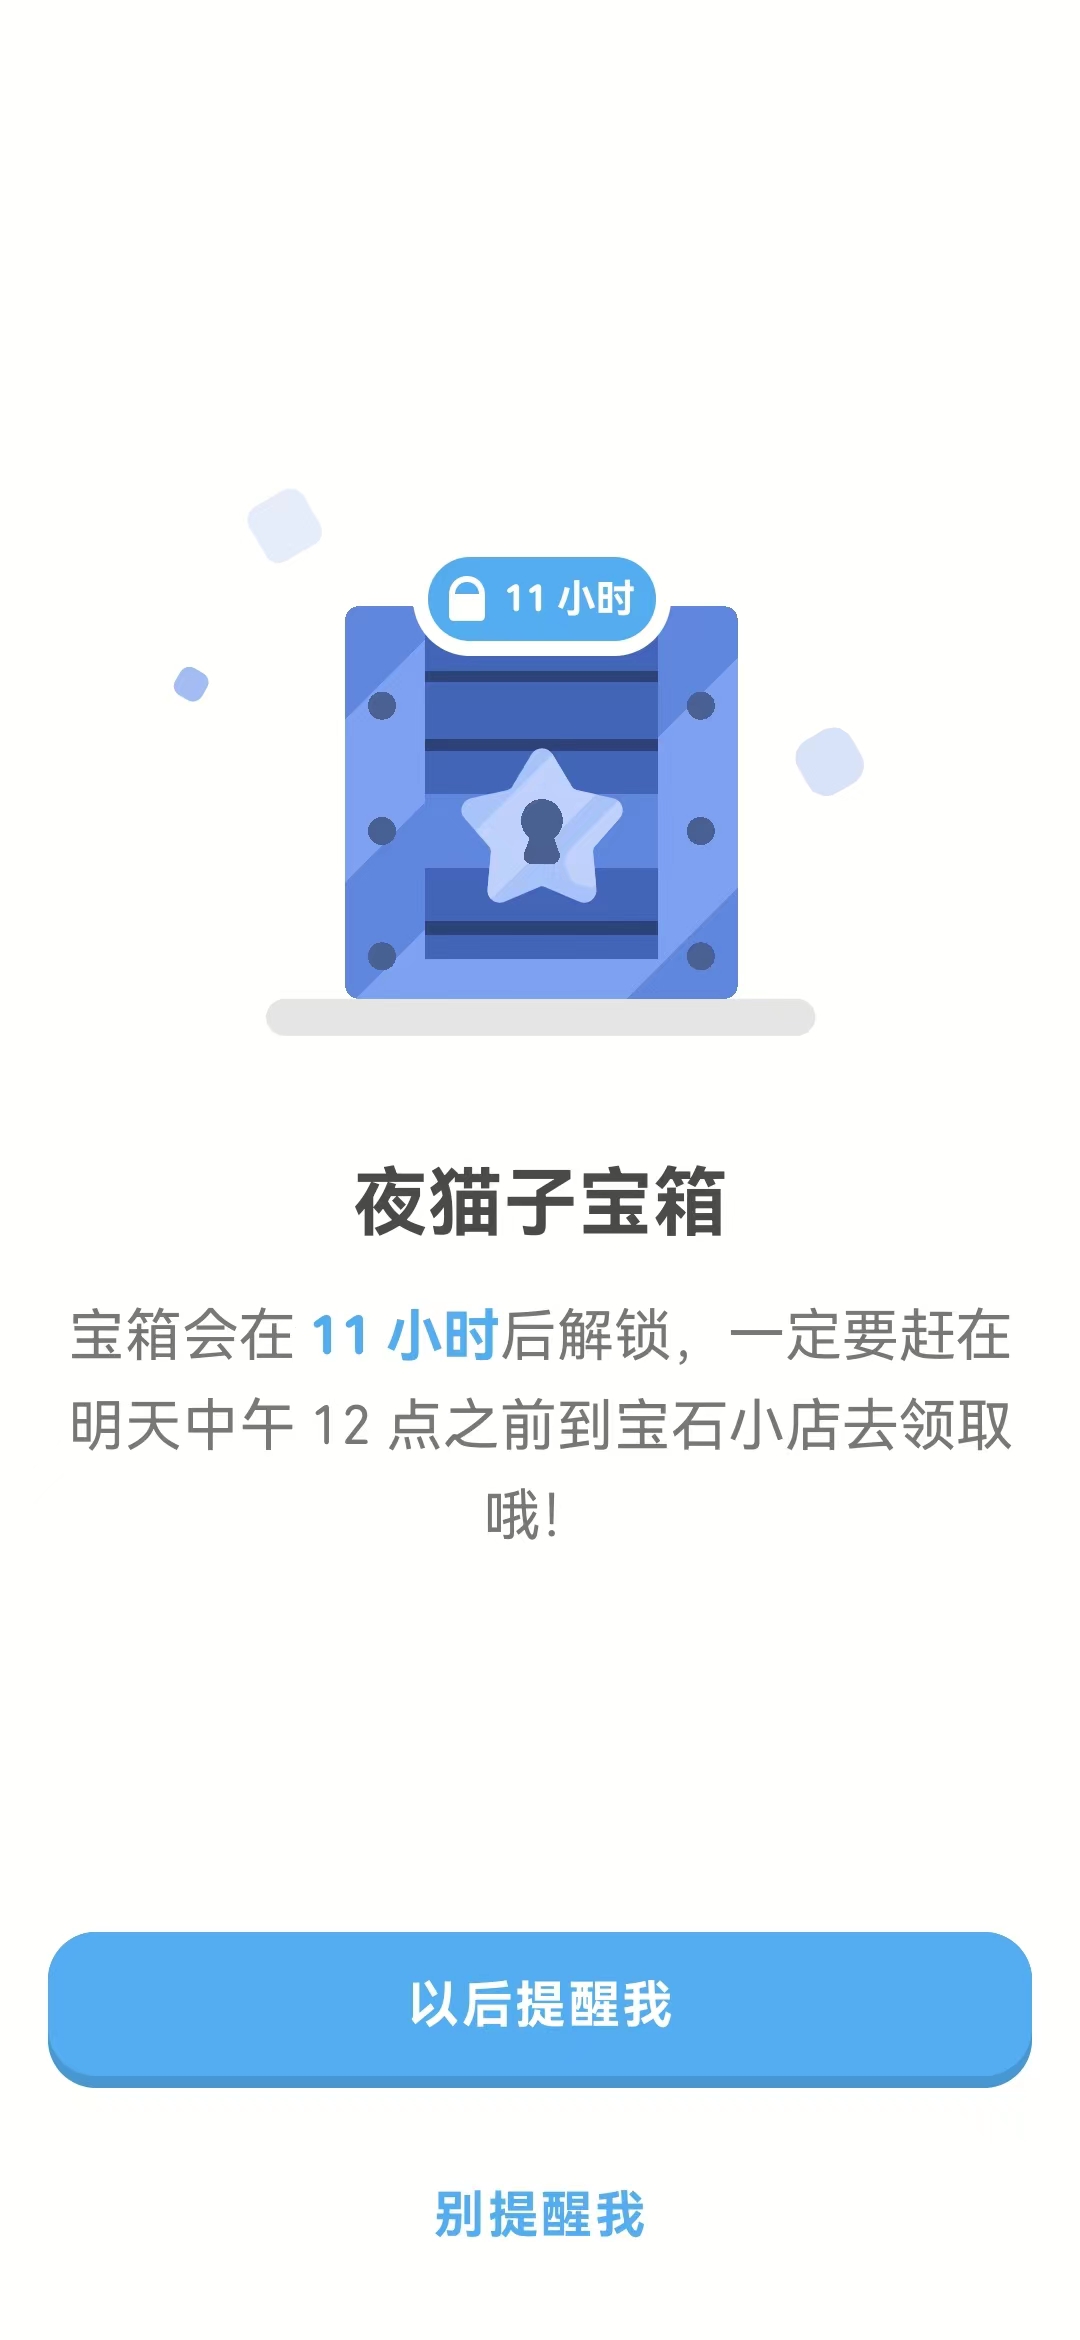 11 小时
夜猫子宝箱
宝箱会在 11 小时后解锁，一定要赶在
明天中午 12 点之前到宝石小店去领取
哦！
以后提醒我
别提醒我